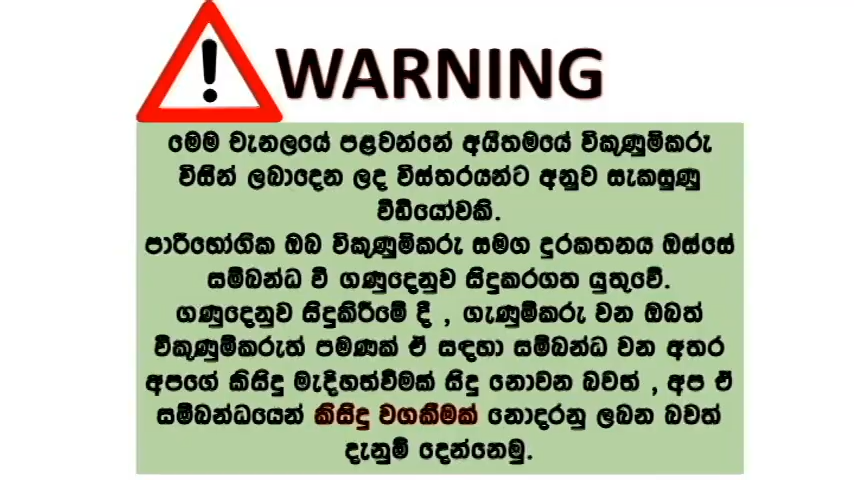 WARNING
මෙම චැනලයේ පළවන්නේ අයිතමයේ විකුණුම්කරු
විසින් ලබාදෙන ලද විස්තරයන්ට අනුව සැකසුණු
වීඩියෝවකි.
පාරිභෝගික ඔබ විකුණුම්කරු සමග දුරකතනය ඔස්සේ
සම්බන්ධ වී ගණුදෙනුව සිදුකරගත යුතුවේ.
ගණුදෙනුව සිදුකිරීමේ දී , ගැණුම්කරු වන ඔබත්
විකුණුම්කරුත් පමණක් ඒ සඳහා සම්බන්ධ වන අතර
අපගේ කිසිදු මැදිහත්වීමක් සිදු නොවන බවත් , අප ඒ
සම්බන්ධයෙන් කිසිදු වගකීමක් නොදරනු ලබන බවත්
දැනුම් දෙන්නෙමු.